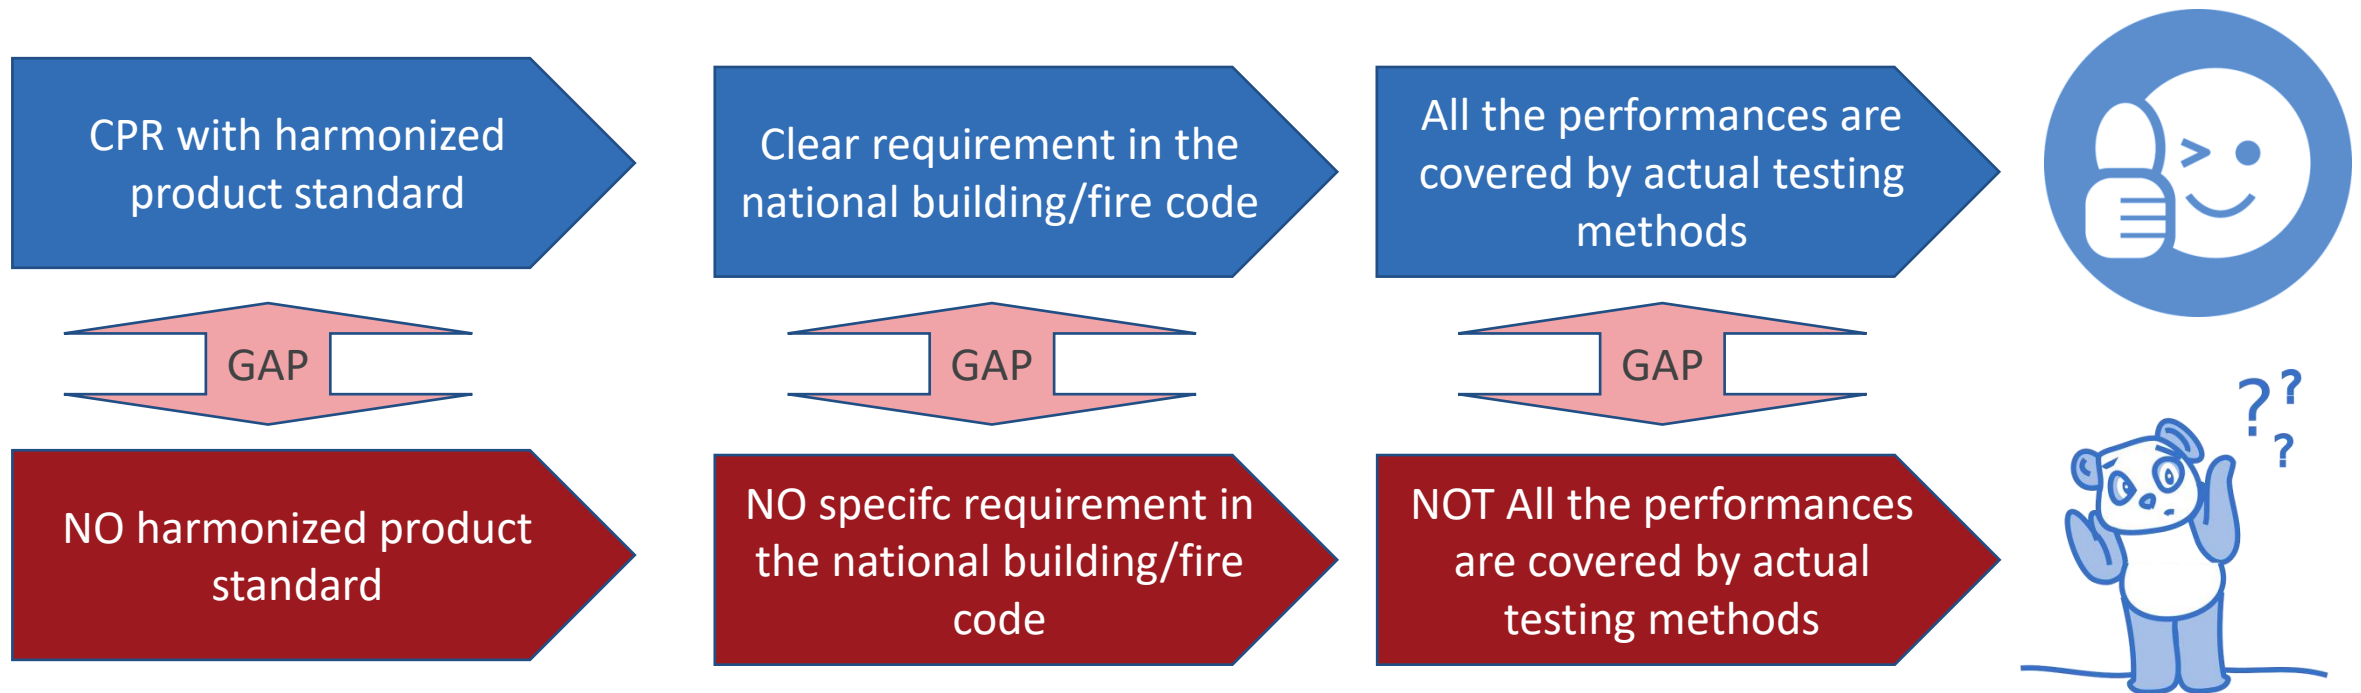 CPR with harmonized
product standard
Clear requirement in the
national building/fire code
All the performances are
covered by actual testing
methods
GAP
GAP
GAP
NO harmonized product
standard
NO specifc requirement in
the national building/fire
code
NOT All the performances
are covered by actual
testing methods
? ? ?